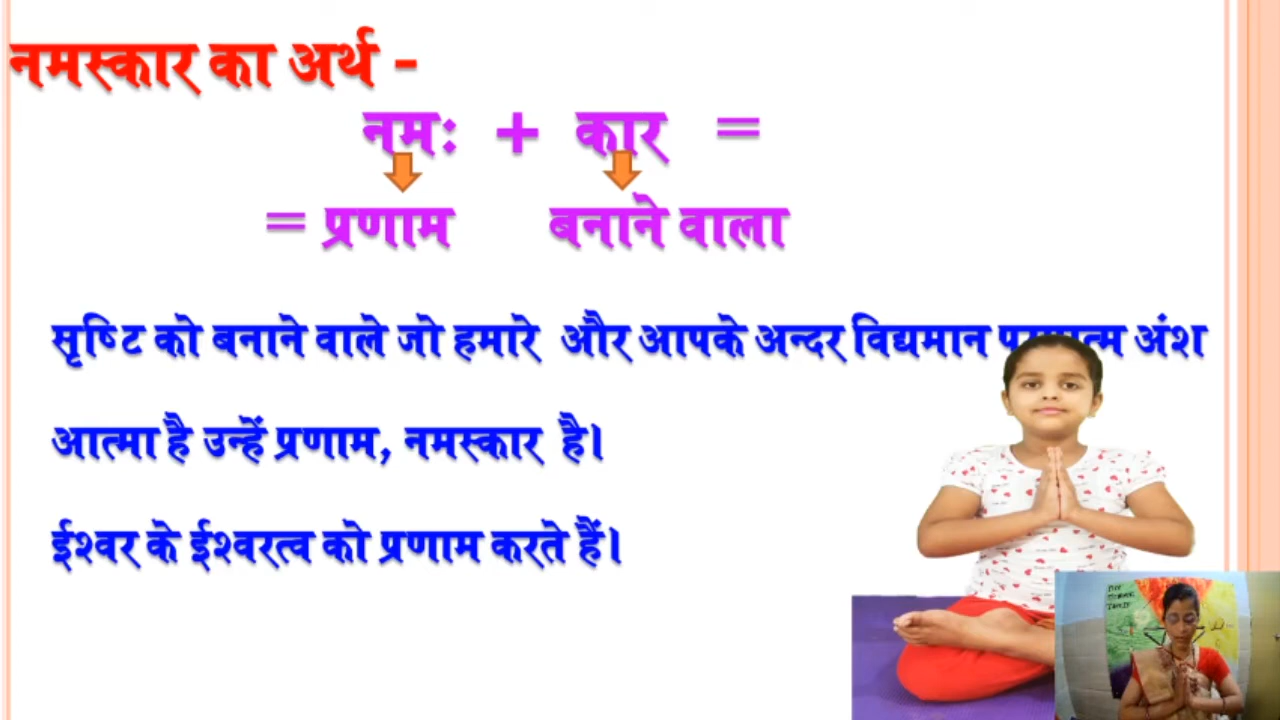 नमस्कार का अर्थ -
नमः + कार =
= प्रणाम बनाने वाला
सृष्टि को बनाने वाले जो हमारे और आपके अन्दर विद्यमान अंश
आत्मा है उन्हें प्रणाम, नमस्कार है।
ईश्वर के ईश्वरत्व को प्रणाम करते हैं।